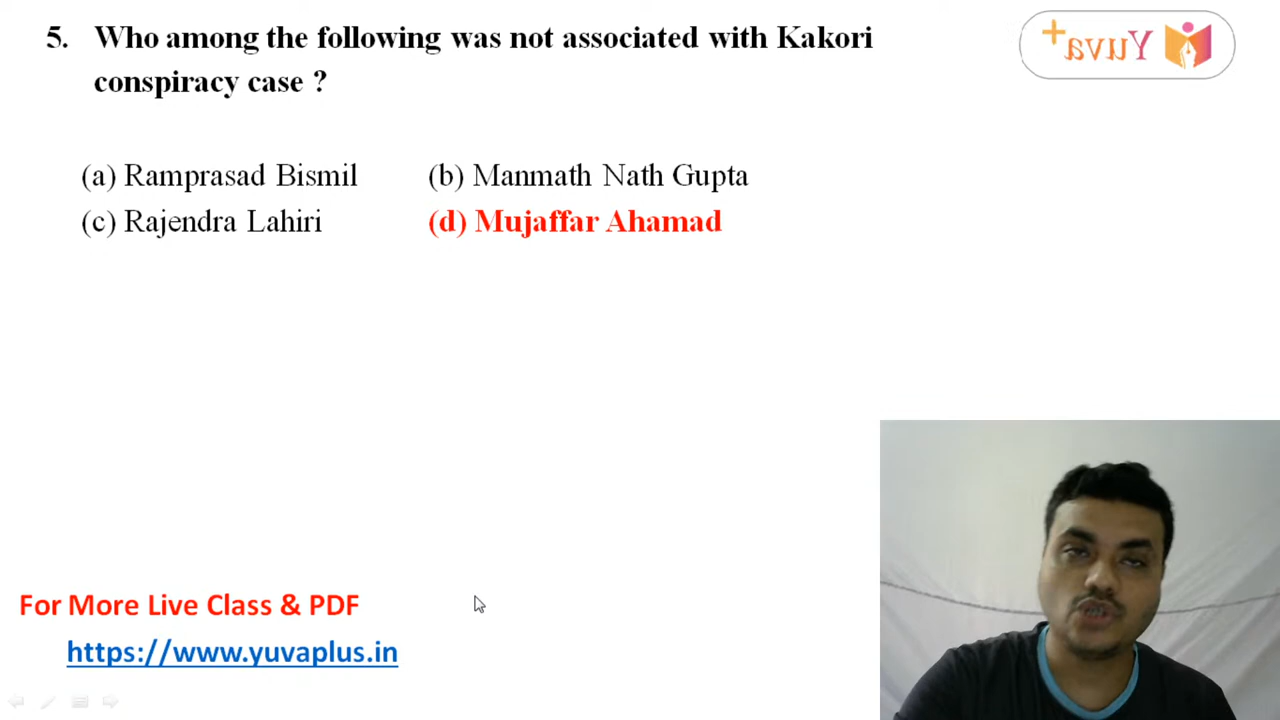 5. Who among the following was not associated with Kakori
conspiracy case ?
Yuva+
(a) Ramprasad Bismil (b) Manmath Nath Gupta
(c) Rajendra Lahiri (d) Mujaffar Ahamad
For More Live Class & PDF
https://www.yuvaplus.in